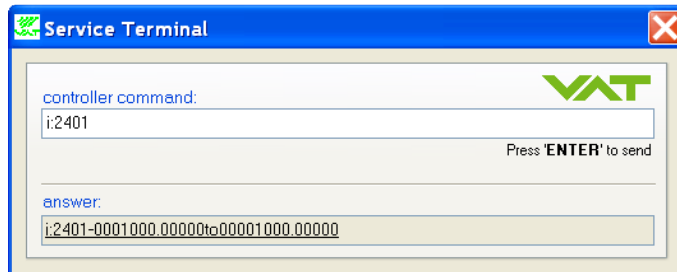 Service Terminal
VAT
controller command:
i:2401
Press 'ENTER' to send
answer:
i:2401-0001000.00000to00001000.00000